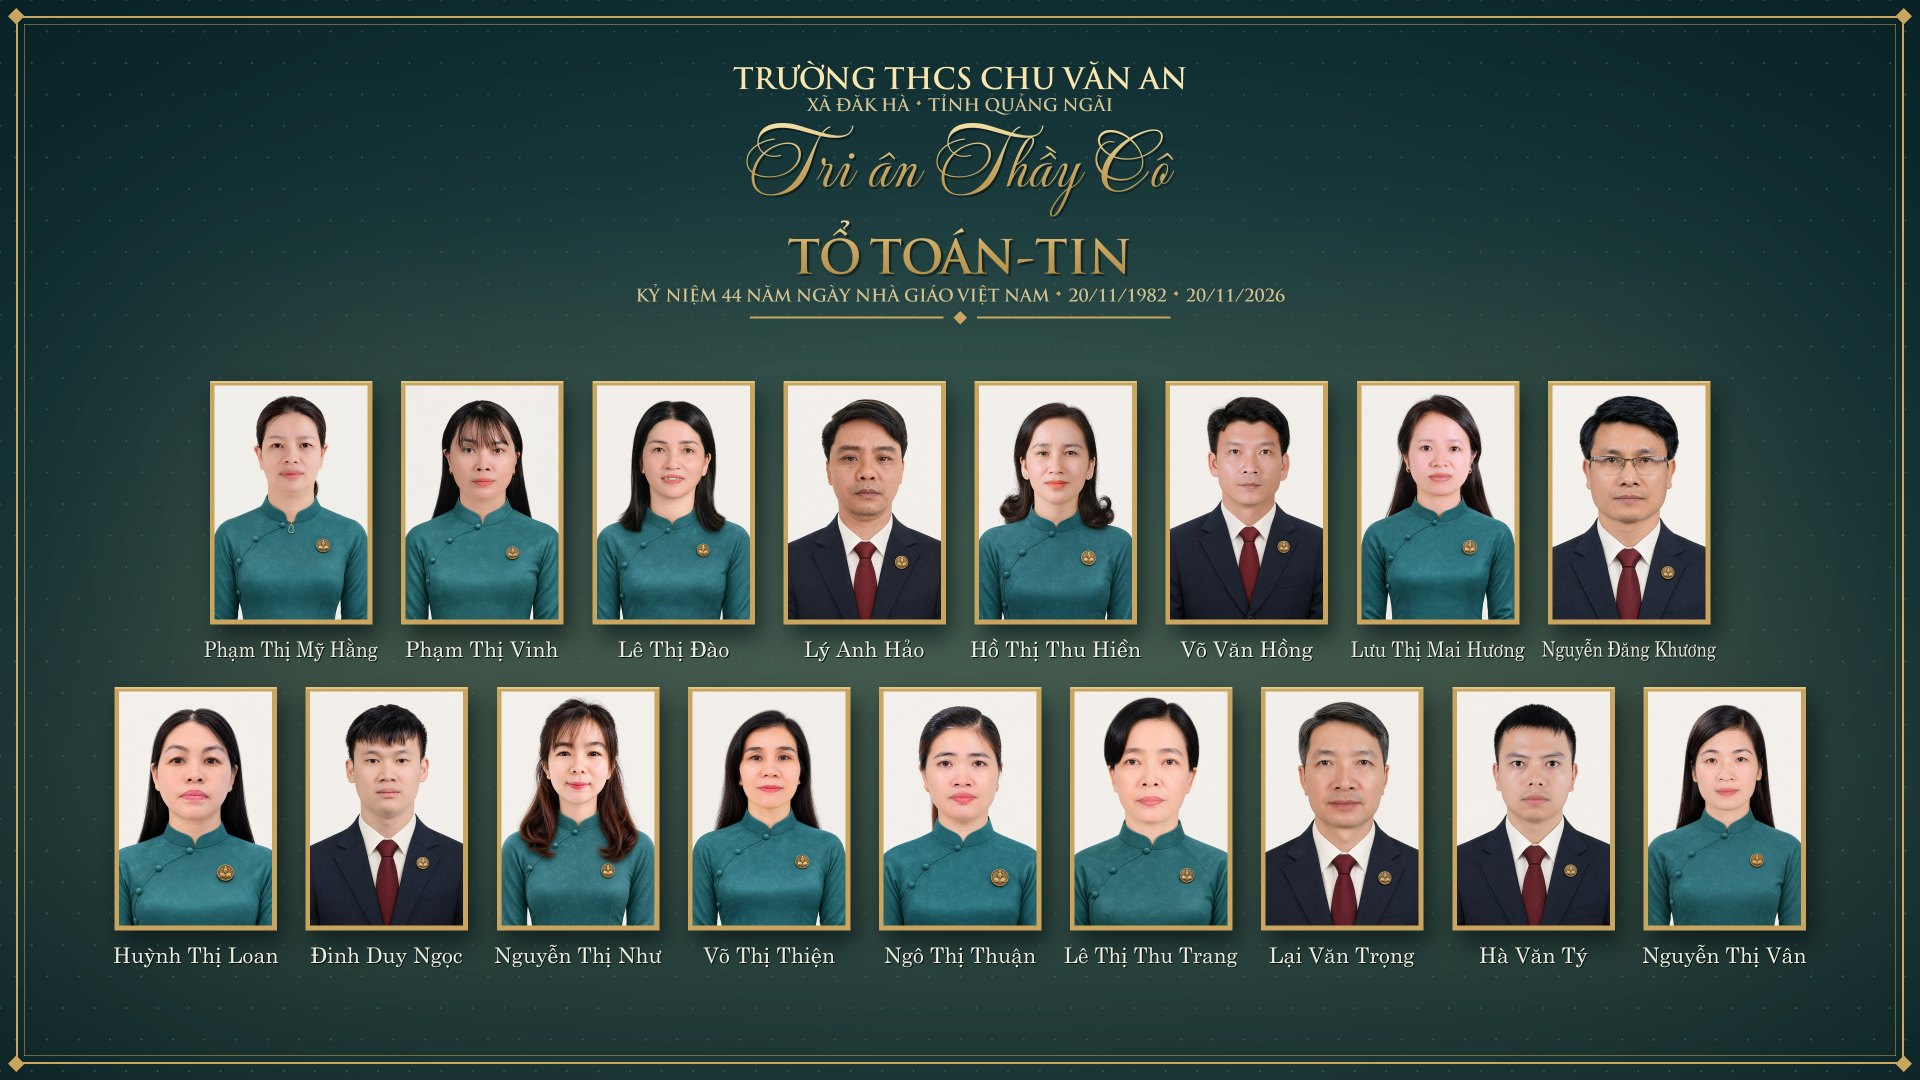 TRƯỜNG THCS CHU VĂN AN
XÃ ĐĂK HÀ • TỈNH QUẢNG NGÃI
Tri ân Thầy Cô
TỔ TOÁN-TIN
KỶ NIỆM 44 NĂM NGÀY NHÀ GIÁO VIỆT NAM • 20/11/1982 • 20/11/2026
Phạm Thị Mỹ Hằng Phạm Thị Vinh Lê Thị Đào Lý Anh Hảo Hồ Thị Thu Hiền Võ Văn Hồng Lưu Thị Mai Hương Nguyễn Đăng Khương
Huỳnh Thị Loan Đinh Duy Ngọc Nguyễn Thị Như Võ Thị Thiện Ngô Thị Thuận Lê Thị Thu Trang Lại Văn Trọng Hà Văn Tý Nguyễn Thị Vân